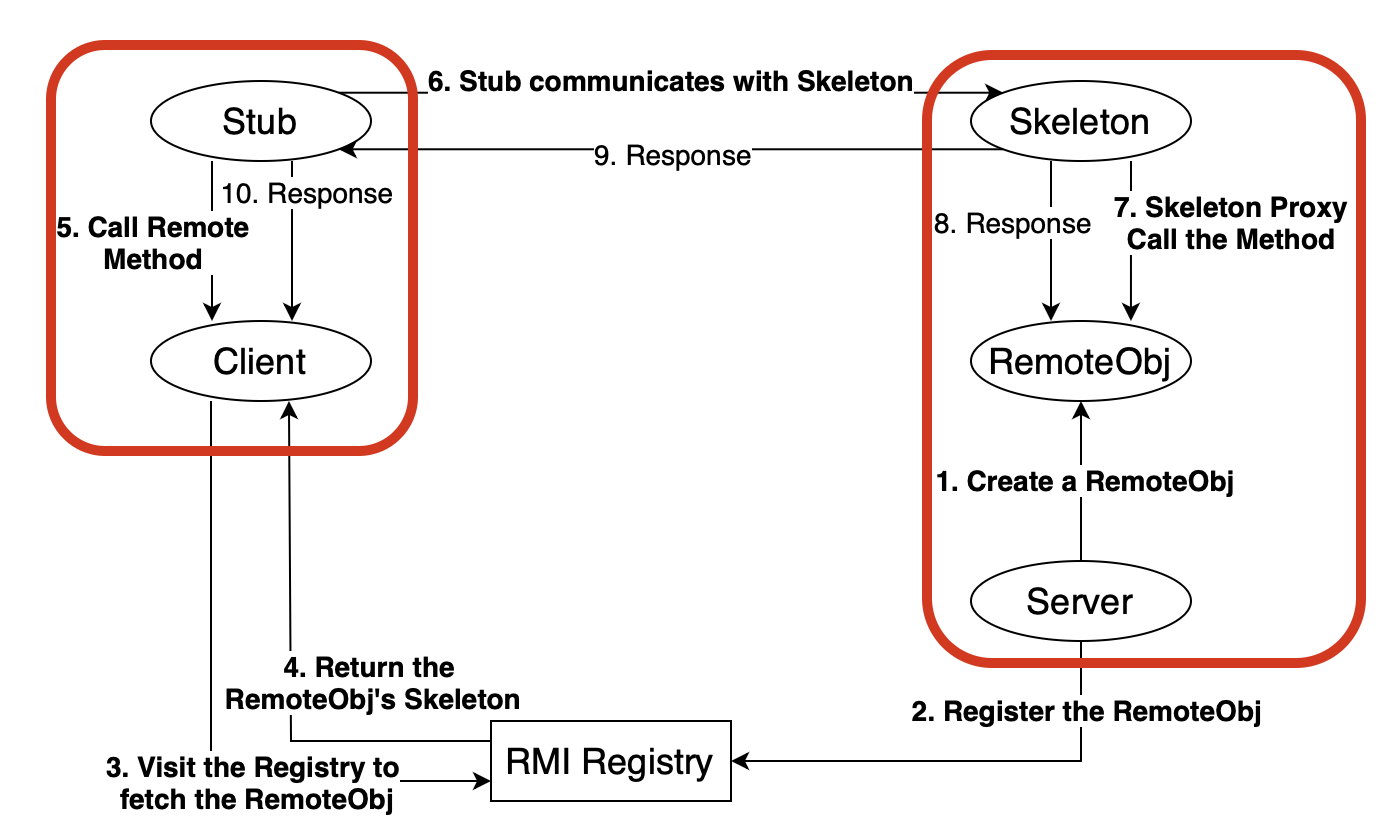 6. Stub communicates with Skeleton
Stub
Skeleton
9. Response
10. Response
5. Call Remote
Method
8. Response
7. Skeleton Proxy
Call the Method
Client
RemoteObj
1. Create a RemoteObj
Server
4. Return the
RemoteObj's Skeleton
2. Register the RemoteObj
RMI Registry
3. Visit the Registry to
fetch the RemoteObj